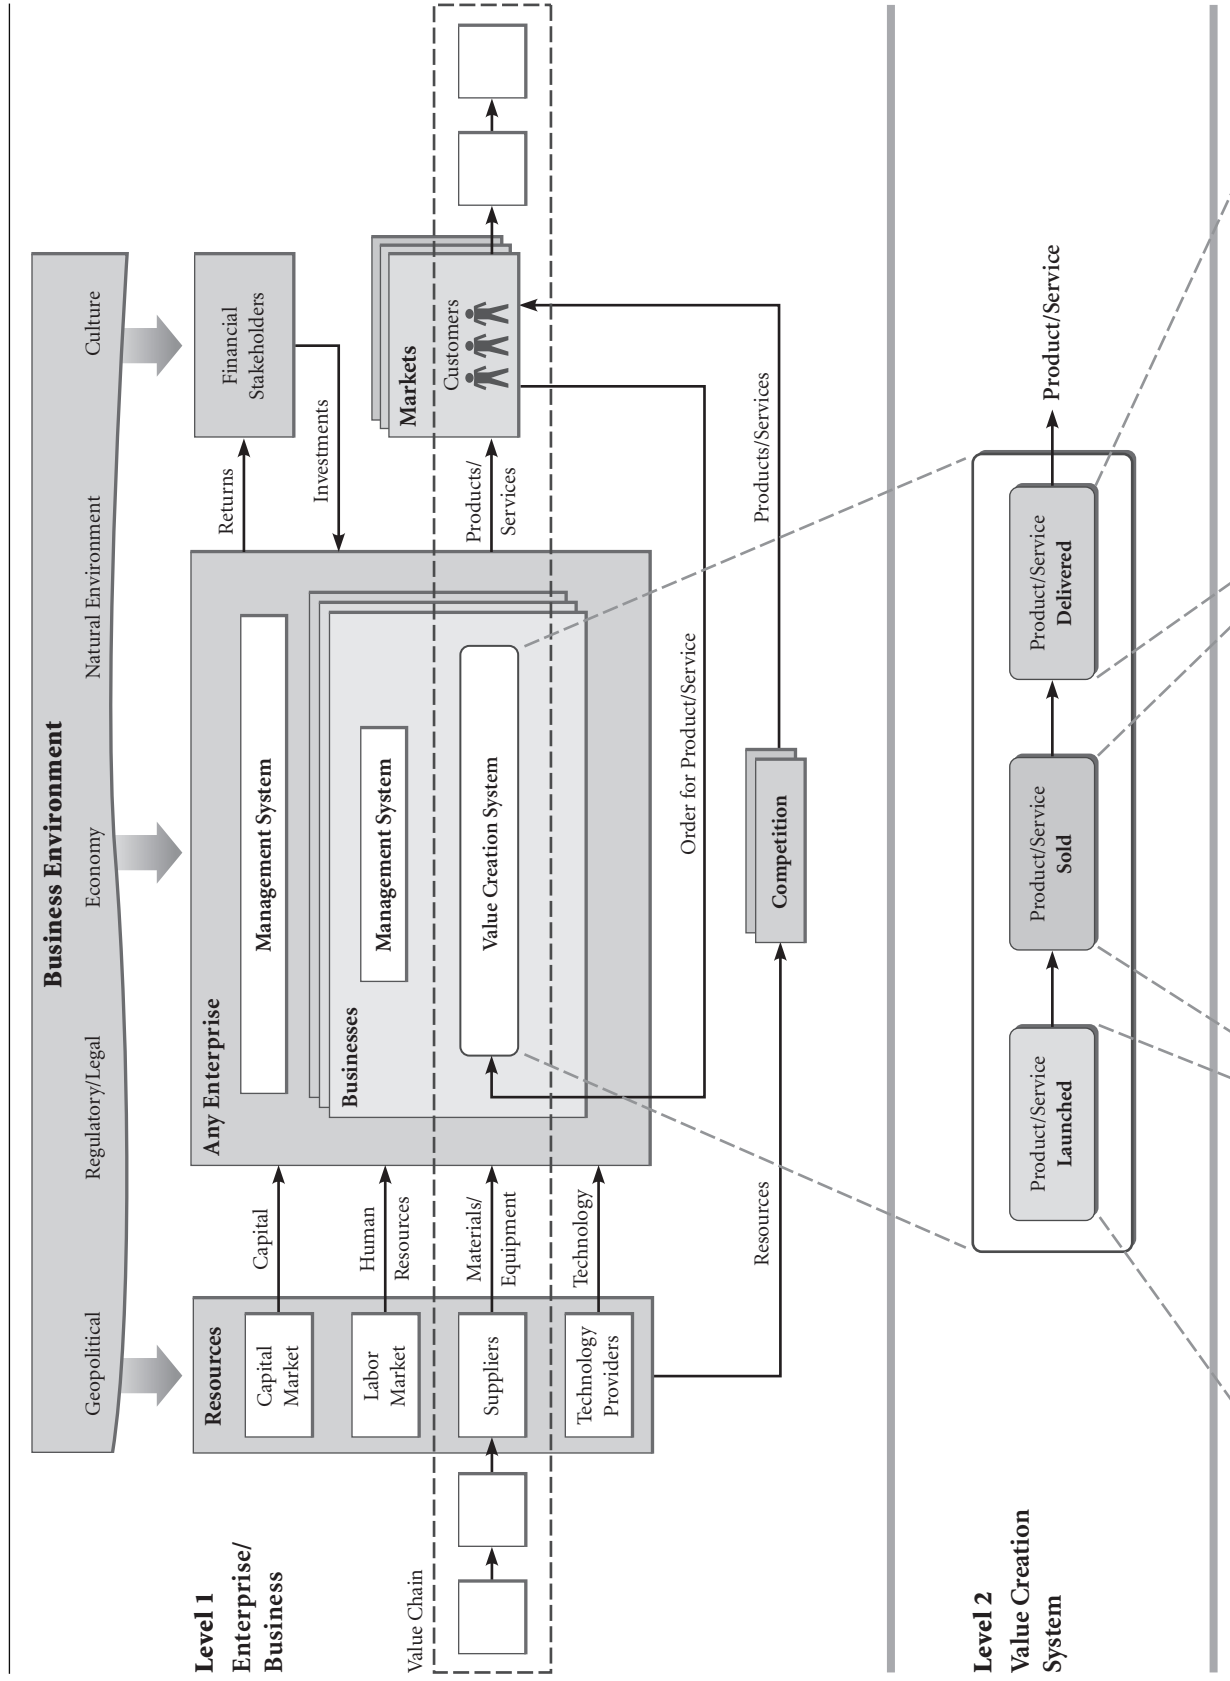 Business Environment
Geopolitical
Regulatory/Legal
Economy
Natural Environment
Culture
Level 1
Enterprise/
Business
Resources
Capital
Market
Labor
Market
Suppliers
Technology
Providers
Capital
Human
Resources
Materials/
Equipment
Technology
Any Enterprise
Management System
Businesses
Management System
Value Creation System
Returns
Investments
Products/
Services
Financial
Stakeholders
Markets
Customers
Value Chain
Order for Product/Service
Resources
Competition
Products/Services
Level 2
Value Creation
System
Product/Service
Launched
Product/Service
Sold
Product/Service
Delivered
Product/Service